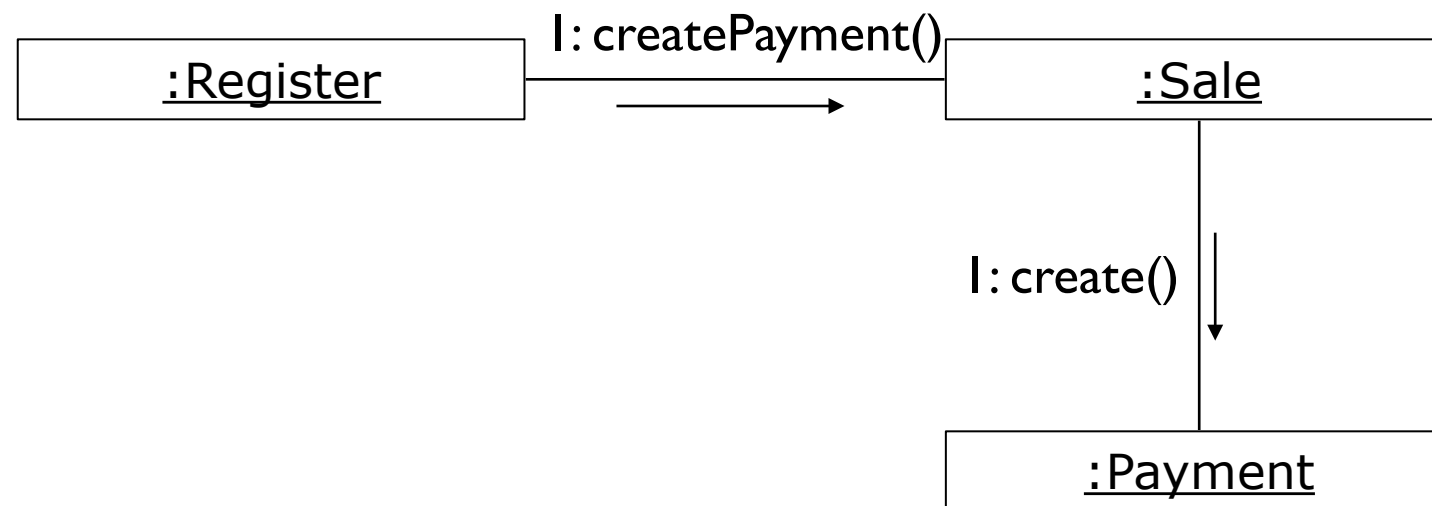 1: createPayment()
:Register
:Sale
1: create()
:Payment